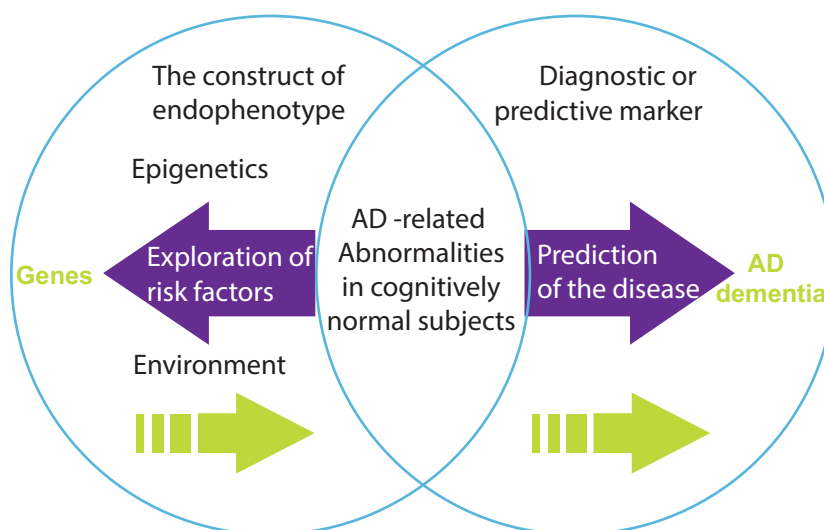 The construct of
endophenotype
Diagnostic or
predictive marker
Epigenetics
AD -related
Abnormalities
in cognitively
normal subjects
Genes
Exploration of
risk factors
Prediction
of the disease
AD
dementia
Environment